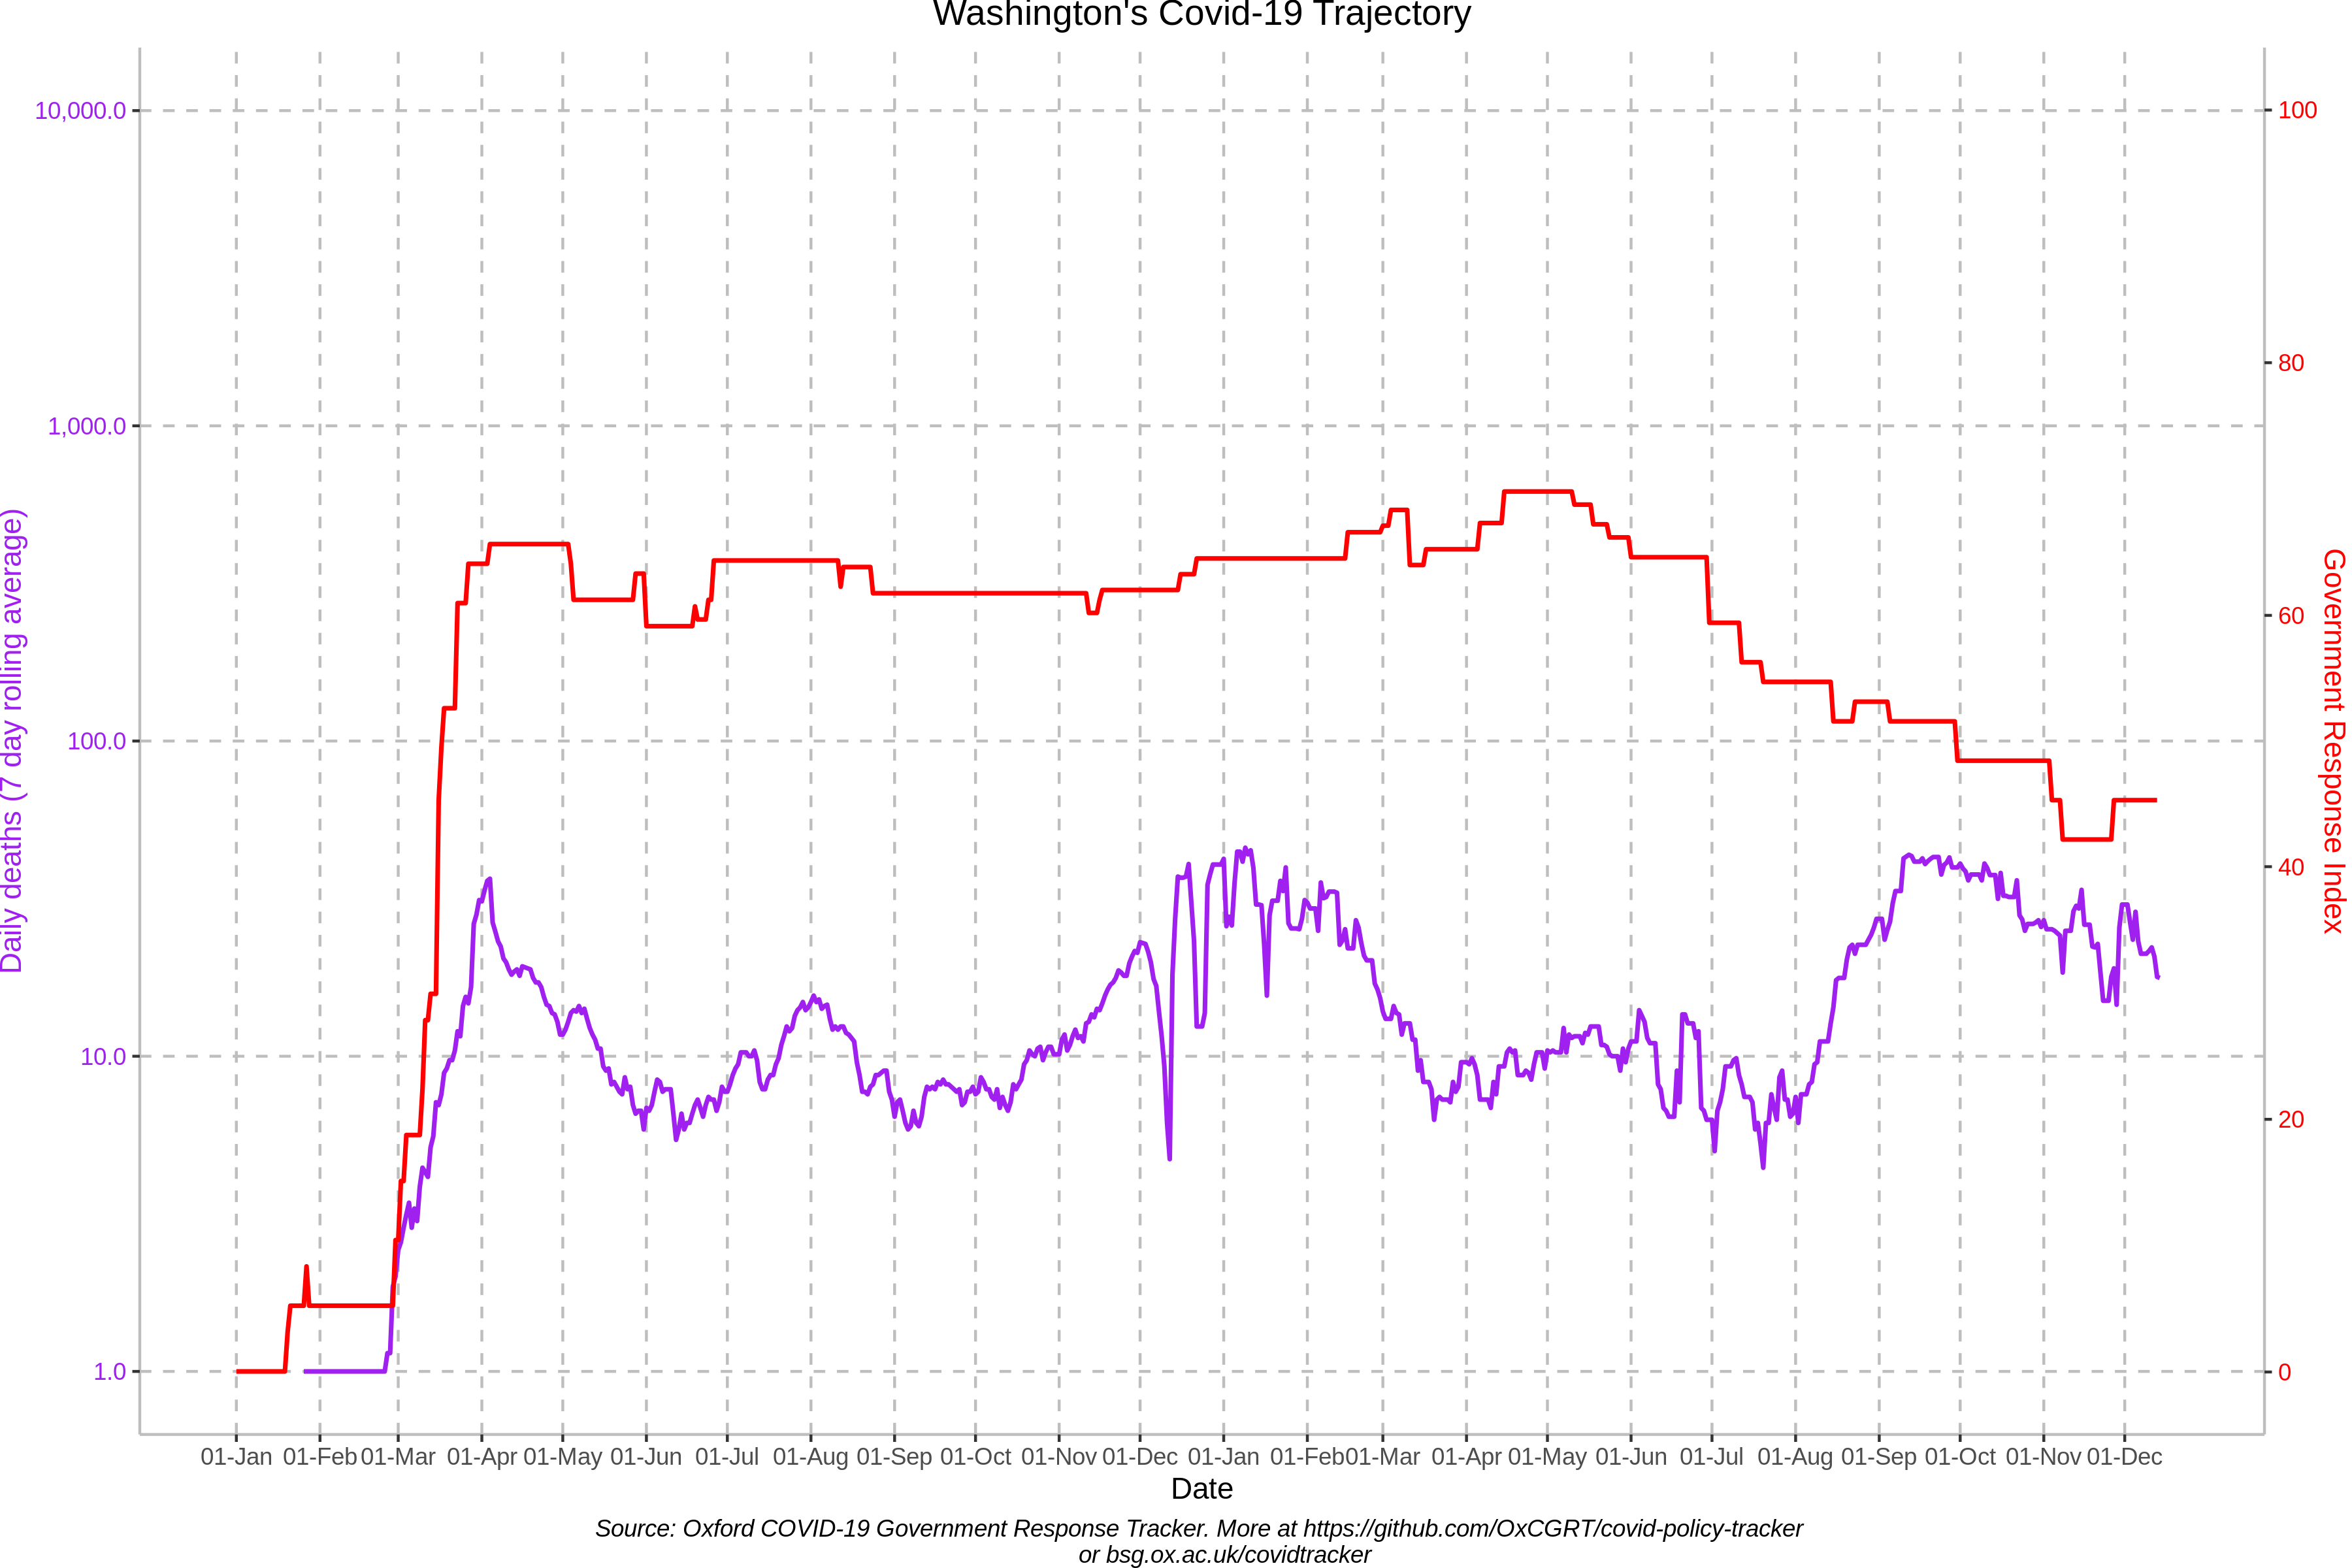 Washington's Covid-19 Trajectory
10,000.0
1,000.0
100.0
10.0
1.0
Daily deaths (7 day rolling average)
100
80
60
40
20
0
Government Response Index
01-Jan 01-Feb 01-Mar 01-Apr 01-May 01-Jun 01-Jul 01-Aug 01-Sep 01-Oct 01-Nov 01-Dec 01-Jan 01-Feb 01-Mar 01-Apr 01-May 01-Jun 01-Jul 01-Aug 01-Sep 01-Oct 01-Nov 01-Dec
Date
Source: Oxford COVID-19 Government Response Tracker. More at https://github.com/OxCGRT/covid-policy-tracker
or bsg.ox.ac.uk/covidtracker